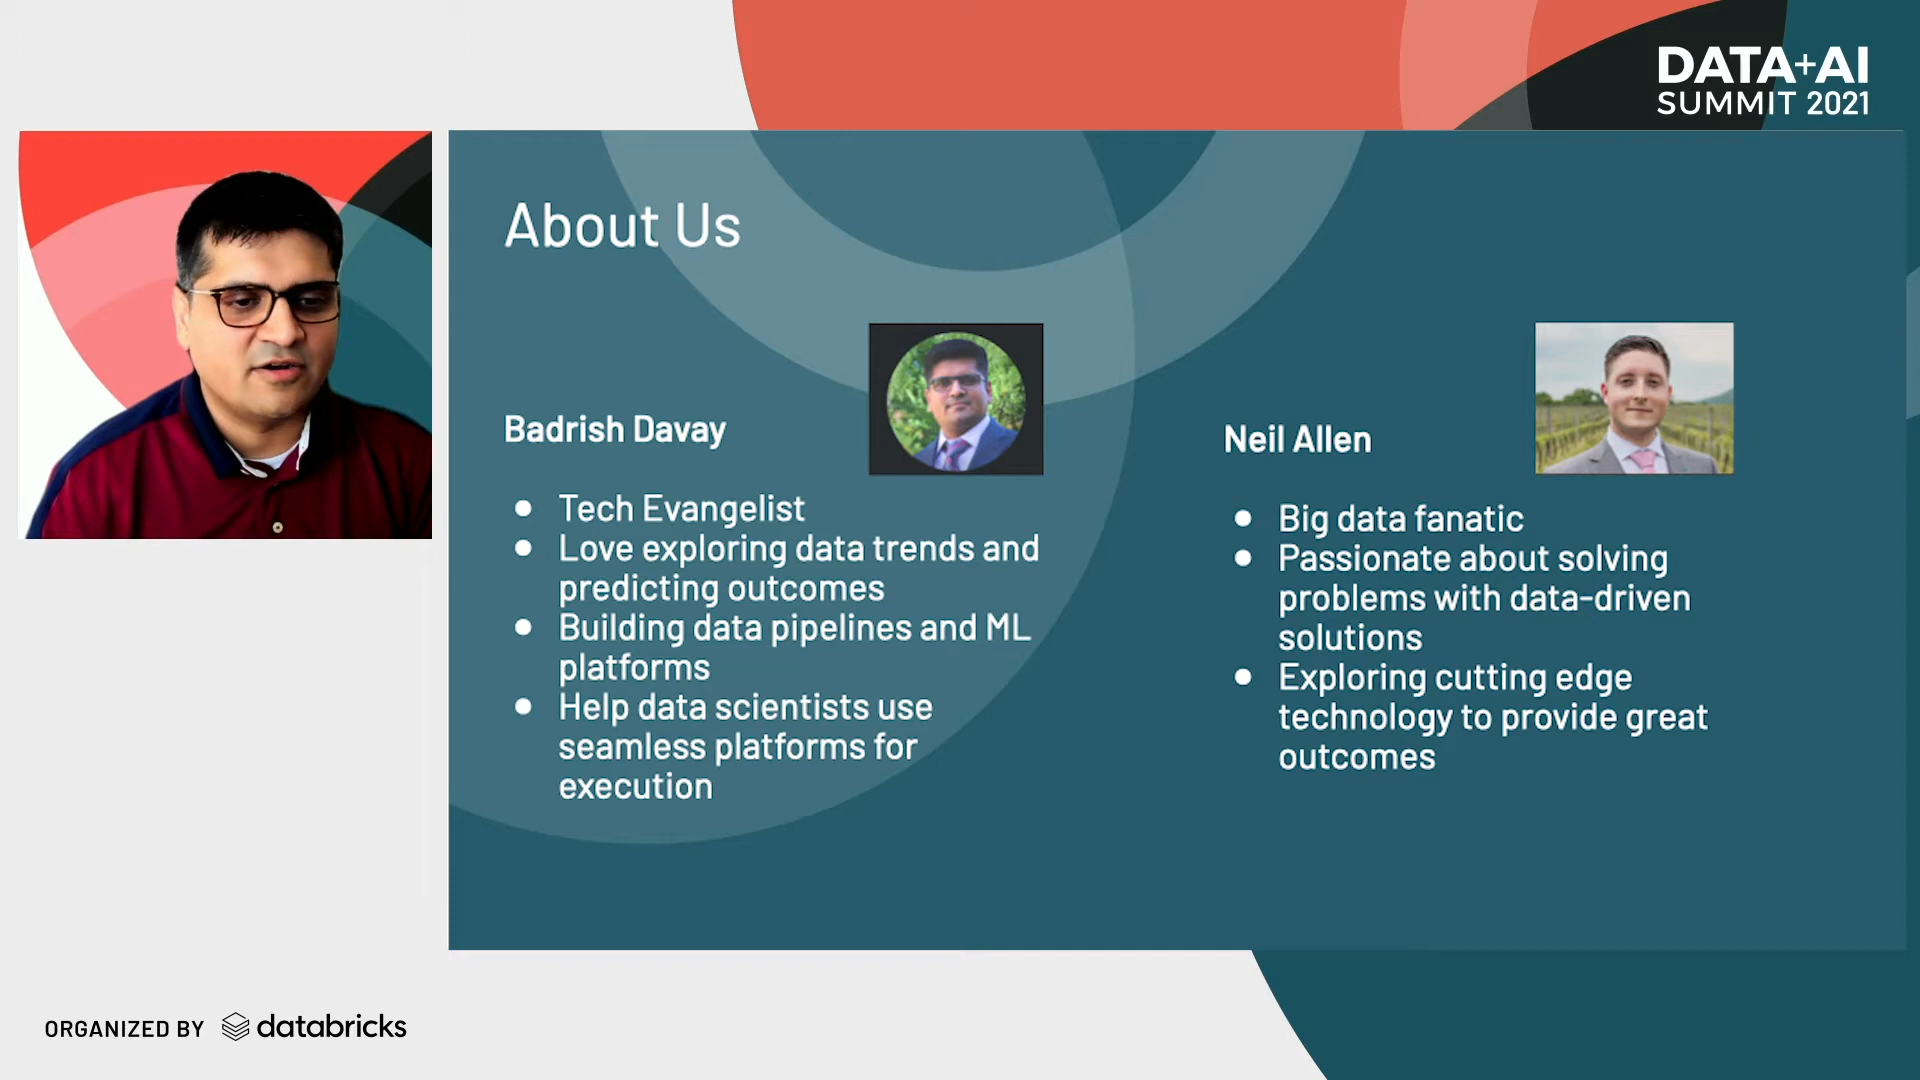 DATA+AI
SUMMIT 2021
About Us
Badrish Davay
● Tech Evangelist
● Love exploring data trends and
predicting outcomes
● Building data pipelines and ML
platforms
● Help data scientists use
seamless platforms for
execution
Neil Allen
● Big data fanatic
● Passionate about solving
problems with data-driven
solutions
● Exploring cutting edge
technology to provide great
outcomes
ORGANIZED BY databricks